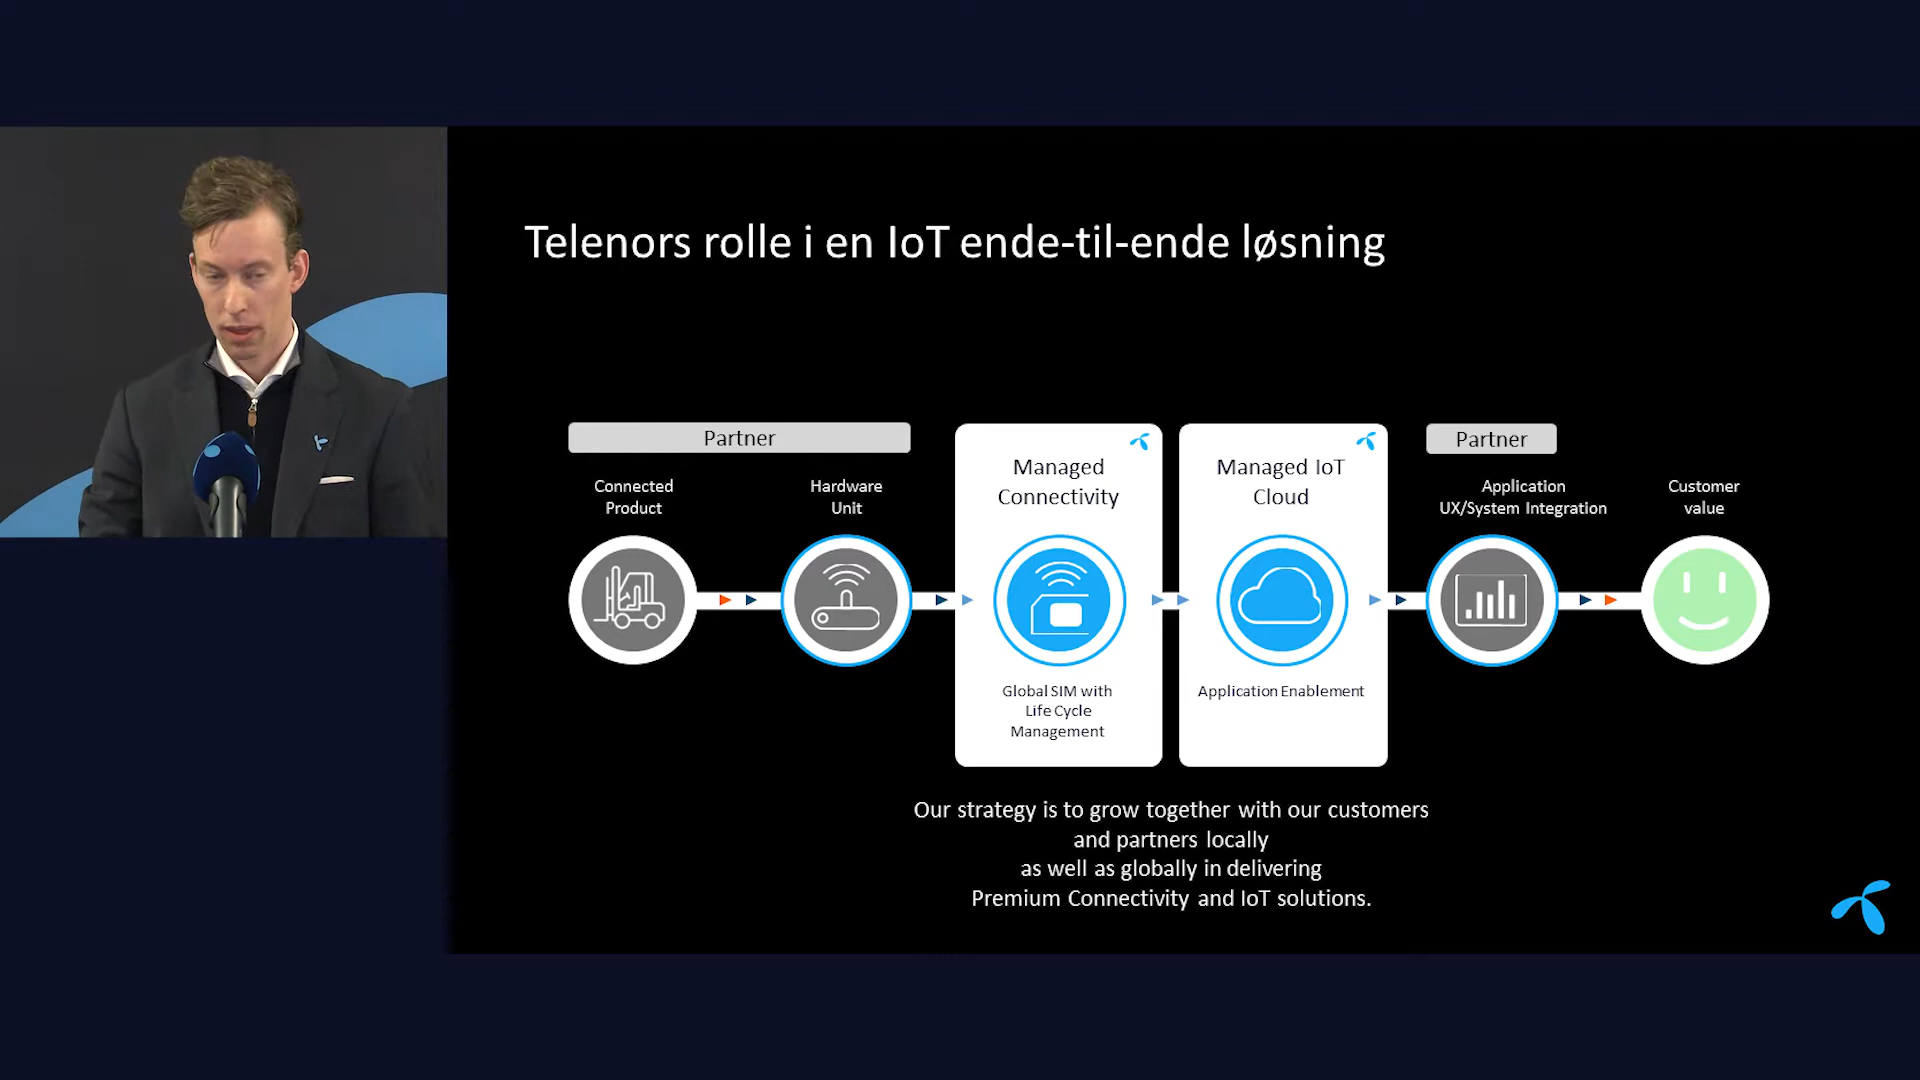 Telenors rolle i en IoT ende-til-ende løsning
Partner
Connected
Product
Hardware
Unit
Managed
Connectivity
Global SIM with
Life Cycle
Management
Managed IoT
Cloud
Application Enablement
Partner
Application
UX/System Integration
Customer
value
Our strategy is to grow together with our customers
and partners locally
as well as globally in delivering
Premium Connectivity and IoT solutions.